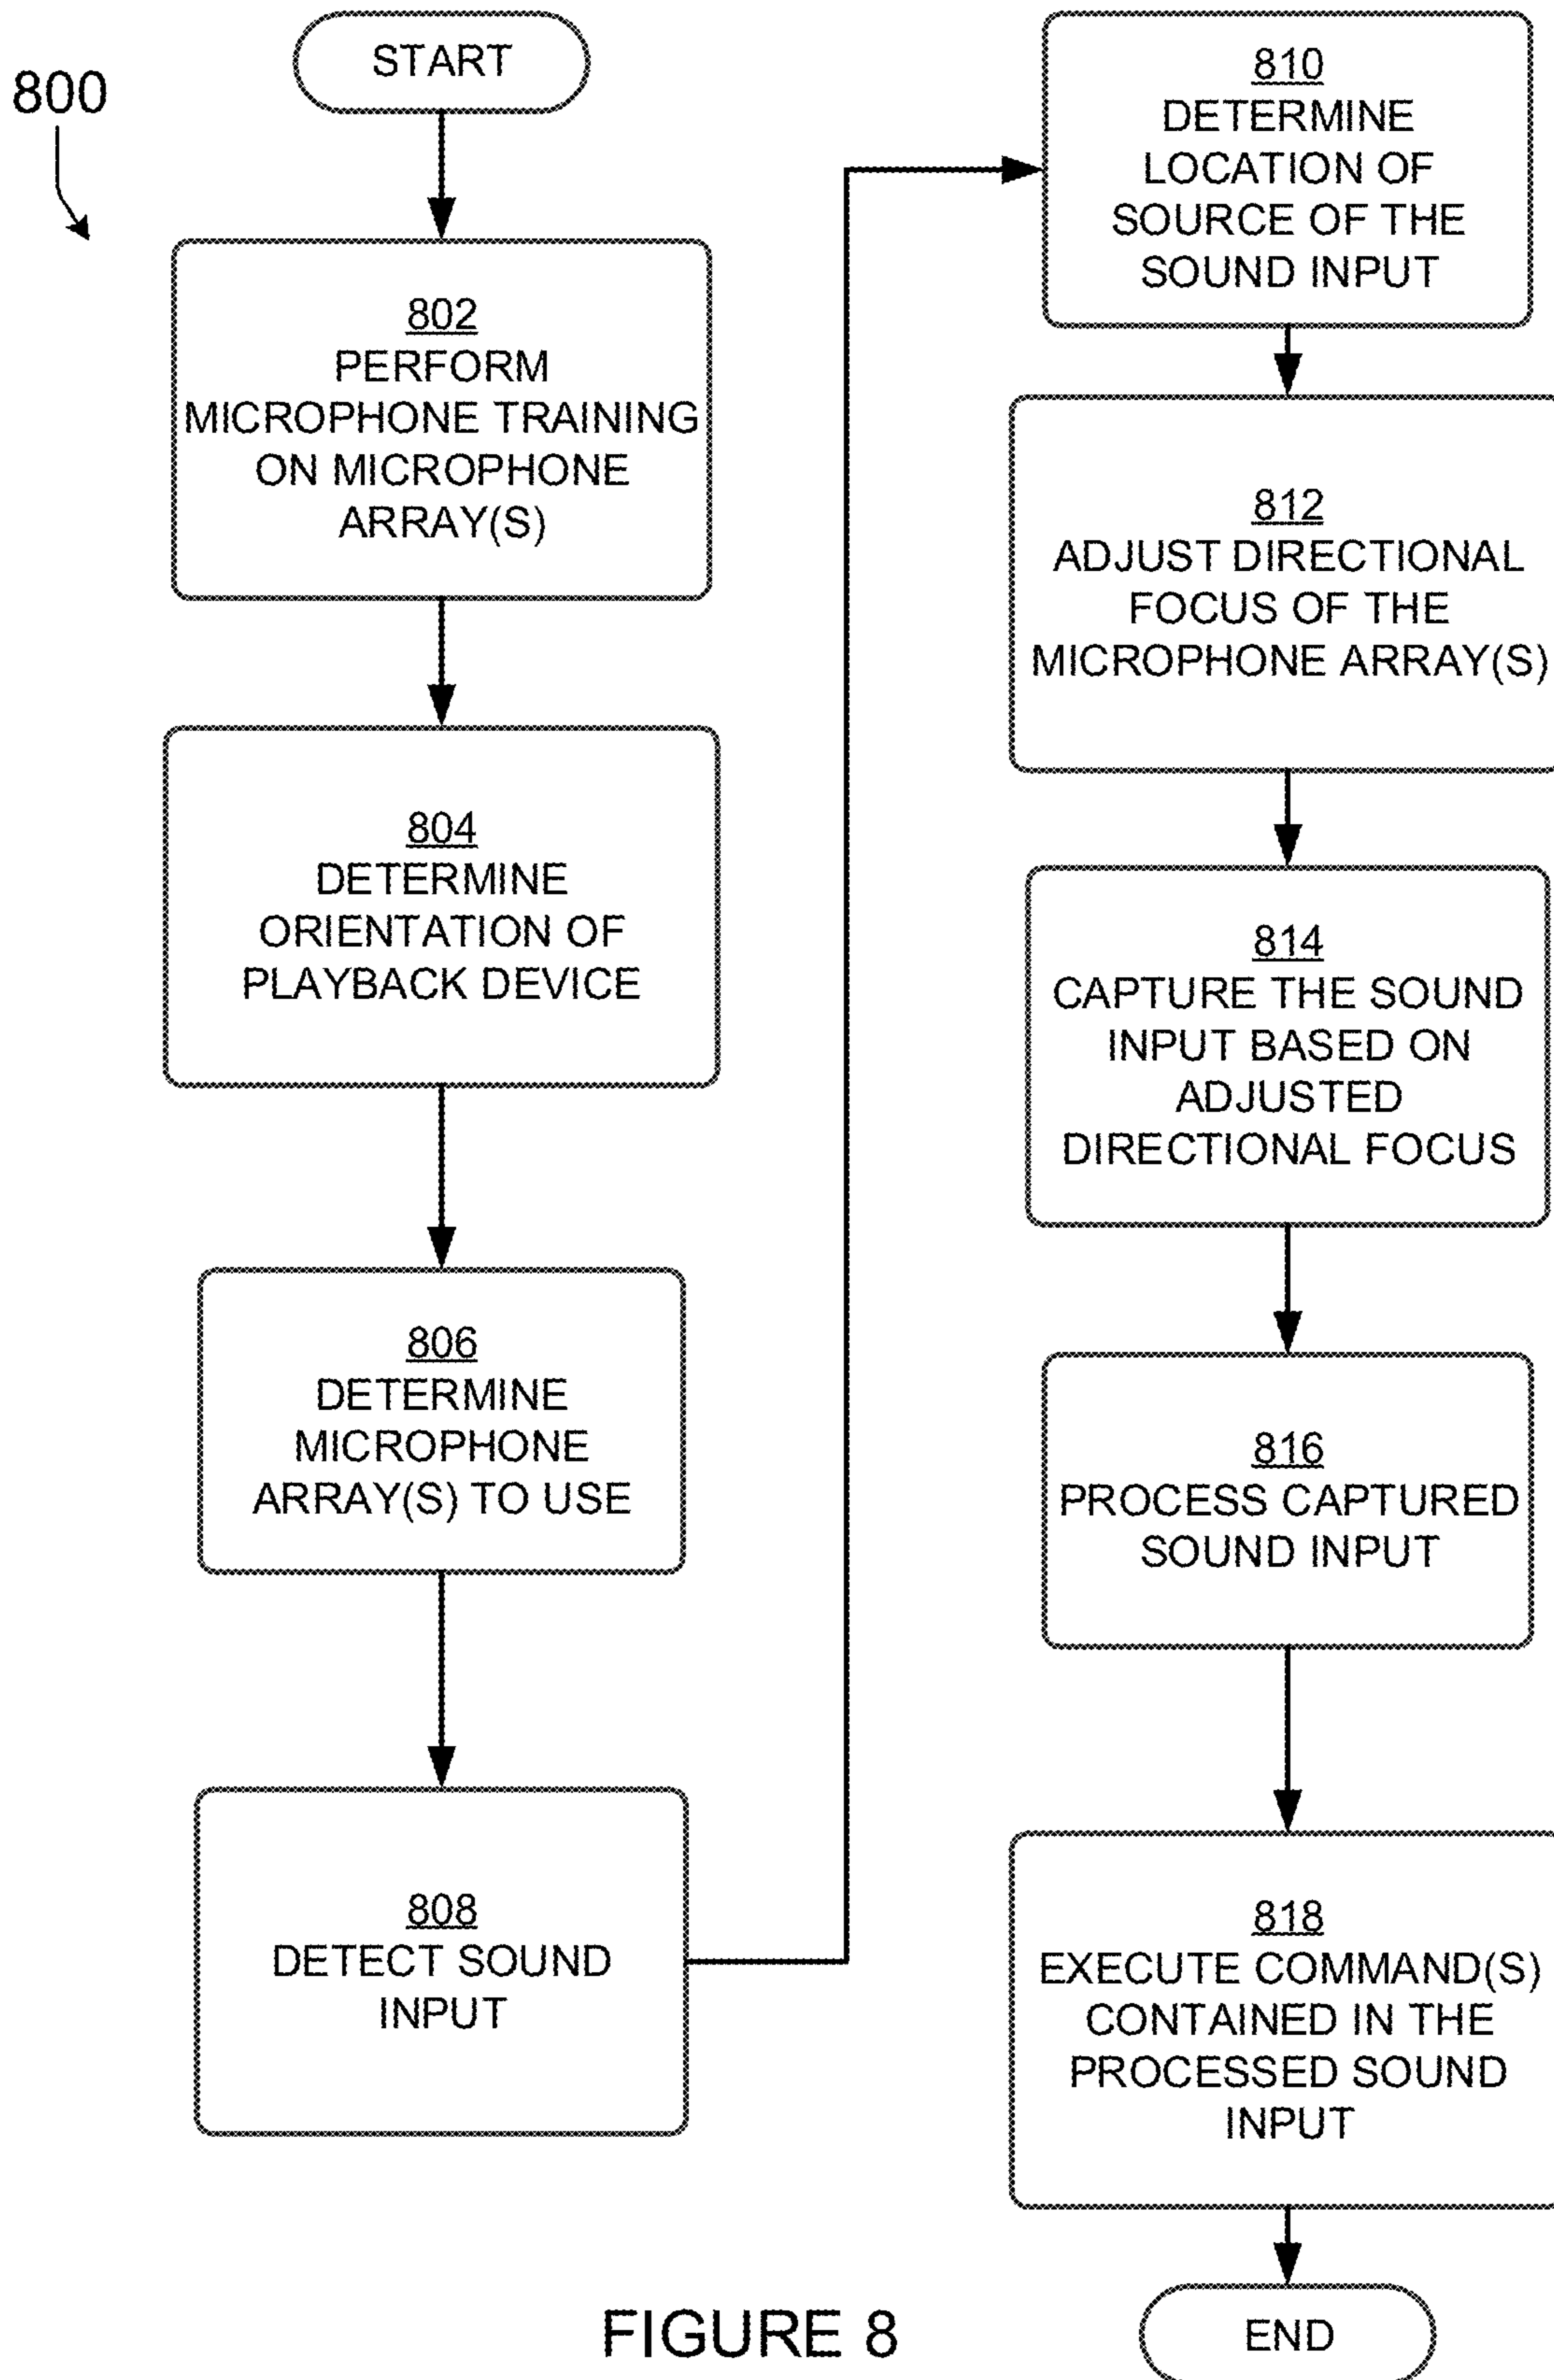 800
START
802
PERFORM
MICROPHONE TRAINING
ON MICROPHONE
ARRAY(S)
804
DETERMINE
ORIENTATION OF
PLAYBACK DEVICE
806
DETERMINE
MICROPHONE
ARRAY(S) TO USE
808
DETECT SOUND
INPUT
810
DETERMINE
LOCATION OF
SOURCE OF THE
SOUND INPUT
812
ADJUST DIRECTIONAL
FOCUS OF THE
MICROPHONE ARRAY(S)
814
CAPTURE THE SOUND
INPUT BASED ON
ADJUSTED
DIRECTIONAL FOCUS
816
PROCESS CAPTURED
SOUND INPUT
818
EXECUTE COMMAND(S)
CONTAINED IN THE
PROCESSED SOUND
INPUT
END
FIGURE 8